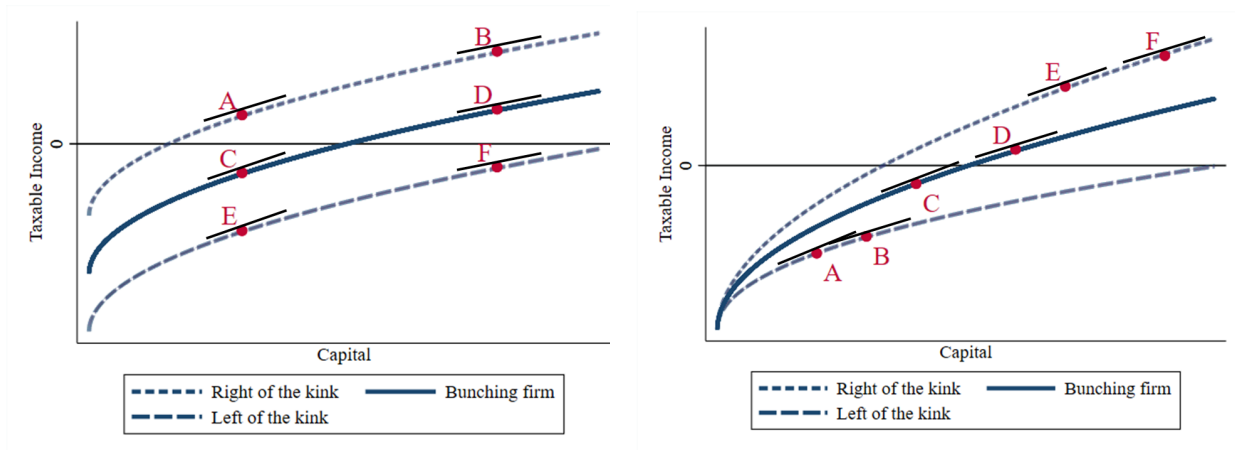 B
A
D
0
C
F
E
Taxable Income
Capital
Right of the kink
Bunching firm
Left of the kink
F
E
D
0
C
B
A
Taxable Income
Capital
Right of the kink
Bunching firm
Left of the kink